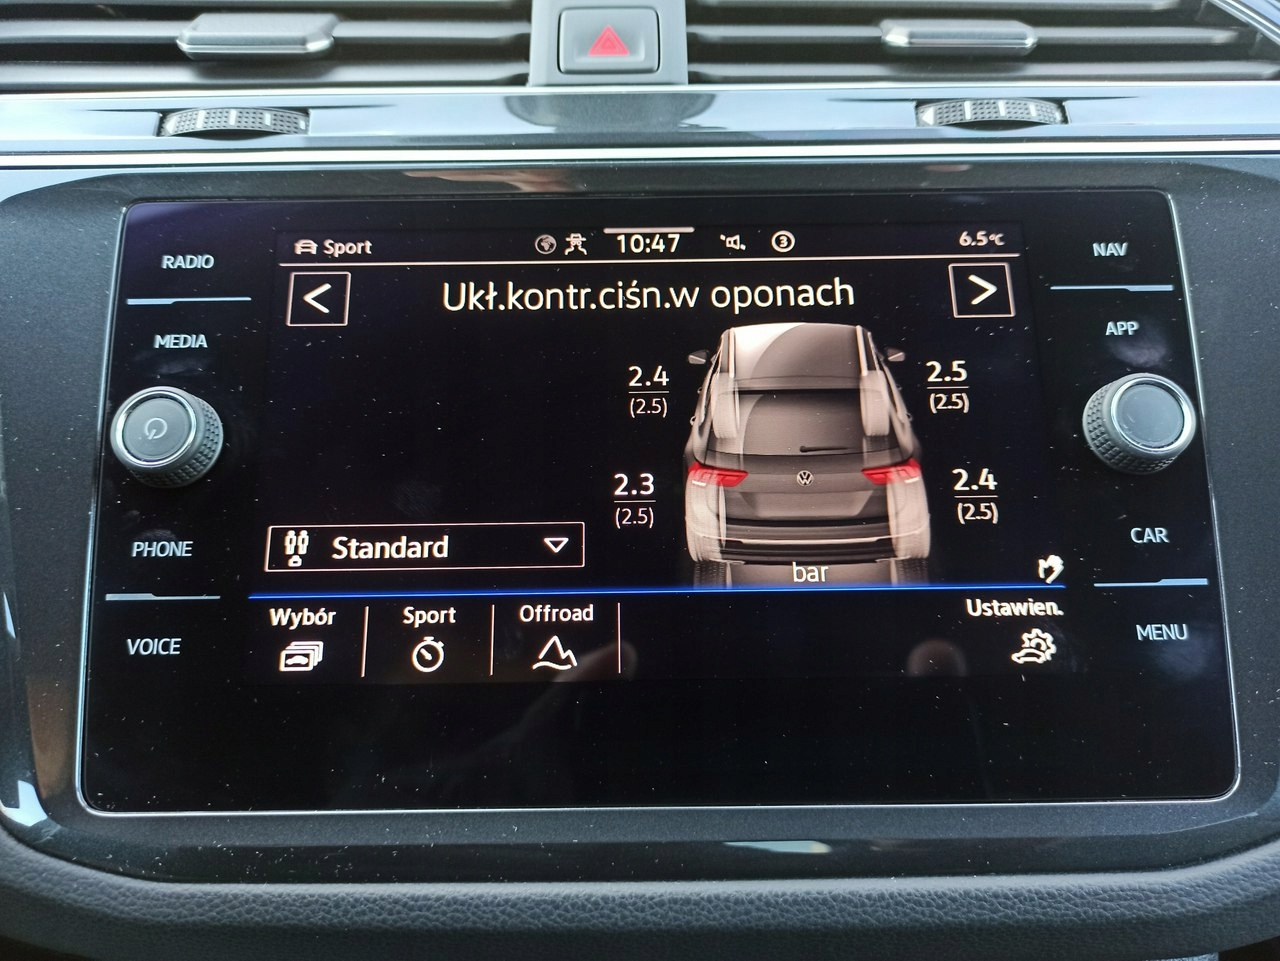 RADIO
MEDIA
PHONE
VOICE
Sport
10:47
3
6.5°C
Ukł.kontr.ciśn.w oponach
2.4
(2.5)
2.5
(2.5)
2.3
(2.5)
2.4
(2.5)
bar
Standard
Wybór
Sport
Offroad
Ustawien.
NAV
APP
CAR
MENU